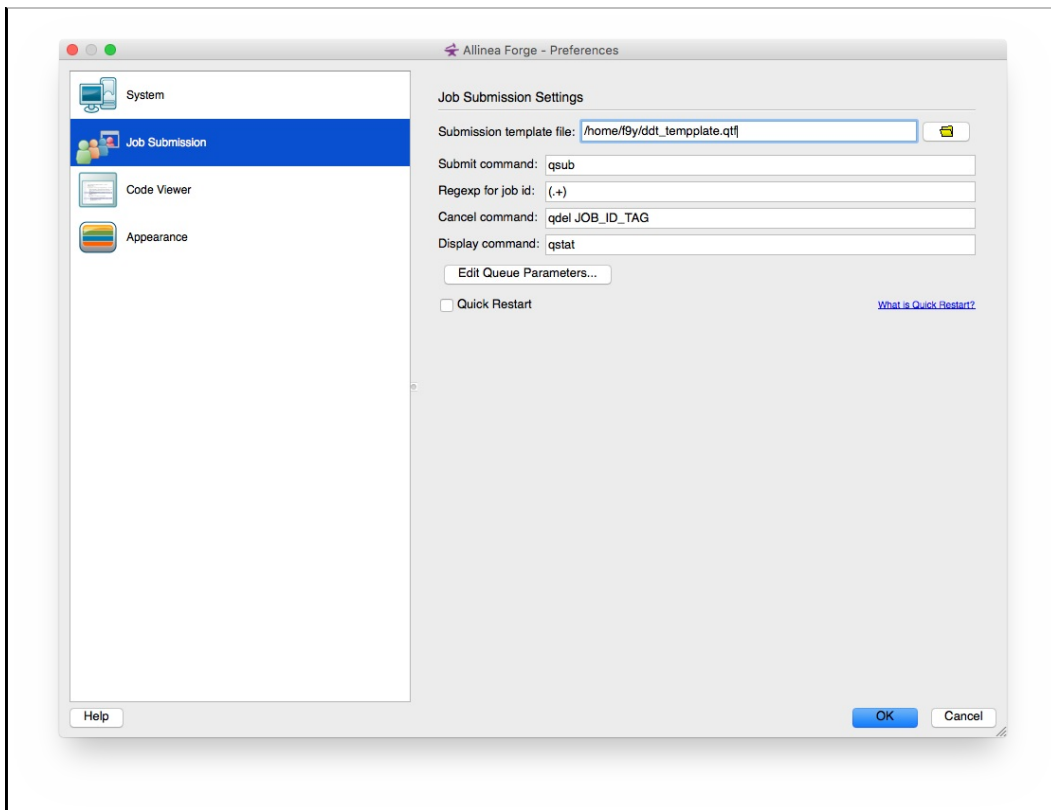 Allinea Forge - Preferences
System
Job Submission
Code Viewer
Appearance
Job Submission Settings
Submission template file: /home/f9y/ddt_tempplate.qtf
Submit command: qsub
Regexp for job id: (.+)
Cancel command: qdel JOB_ID_TAG
Display command: qstat
Edit Queue Parameters...
Quick Restart What is Quick Restart?
Help OK Cancel